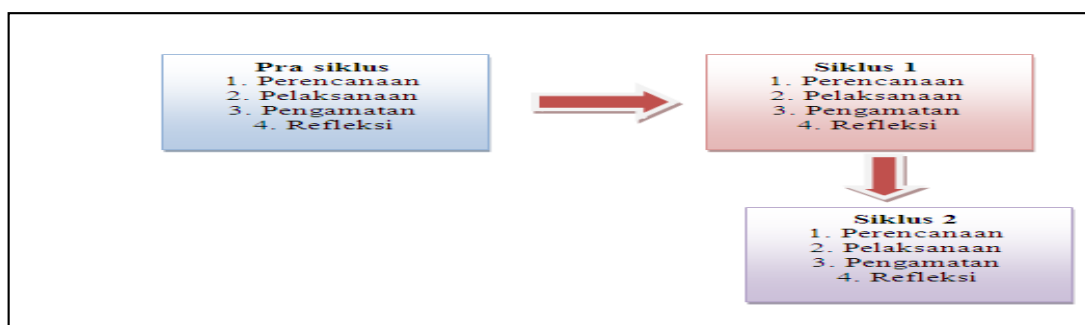 Pra siklus
1. Perencanaan
2. Pelaksanaan
3. Pengamatan
4. Refleksi
Siklus 1
1. Perencanaan
2. Pelaksanaan
3. Pengamatan
4. Refleksi
Siklus 2
1. Perencanaan
2. Pelaksanaan
3. Pengamatan
4. Refleksi